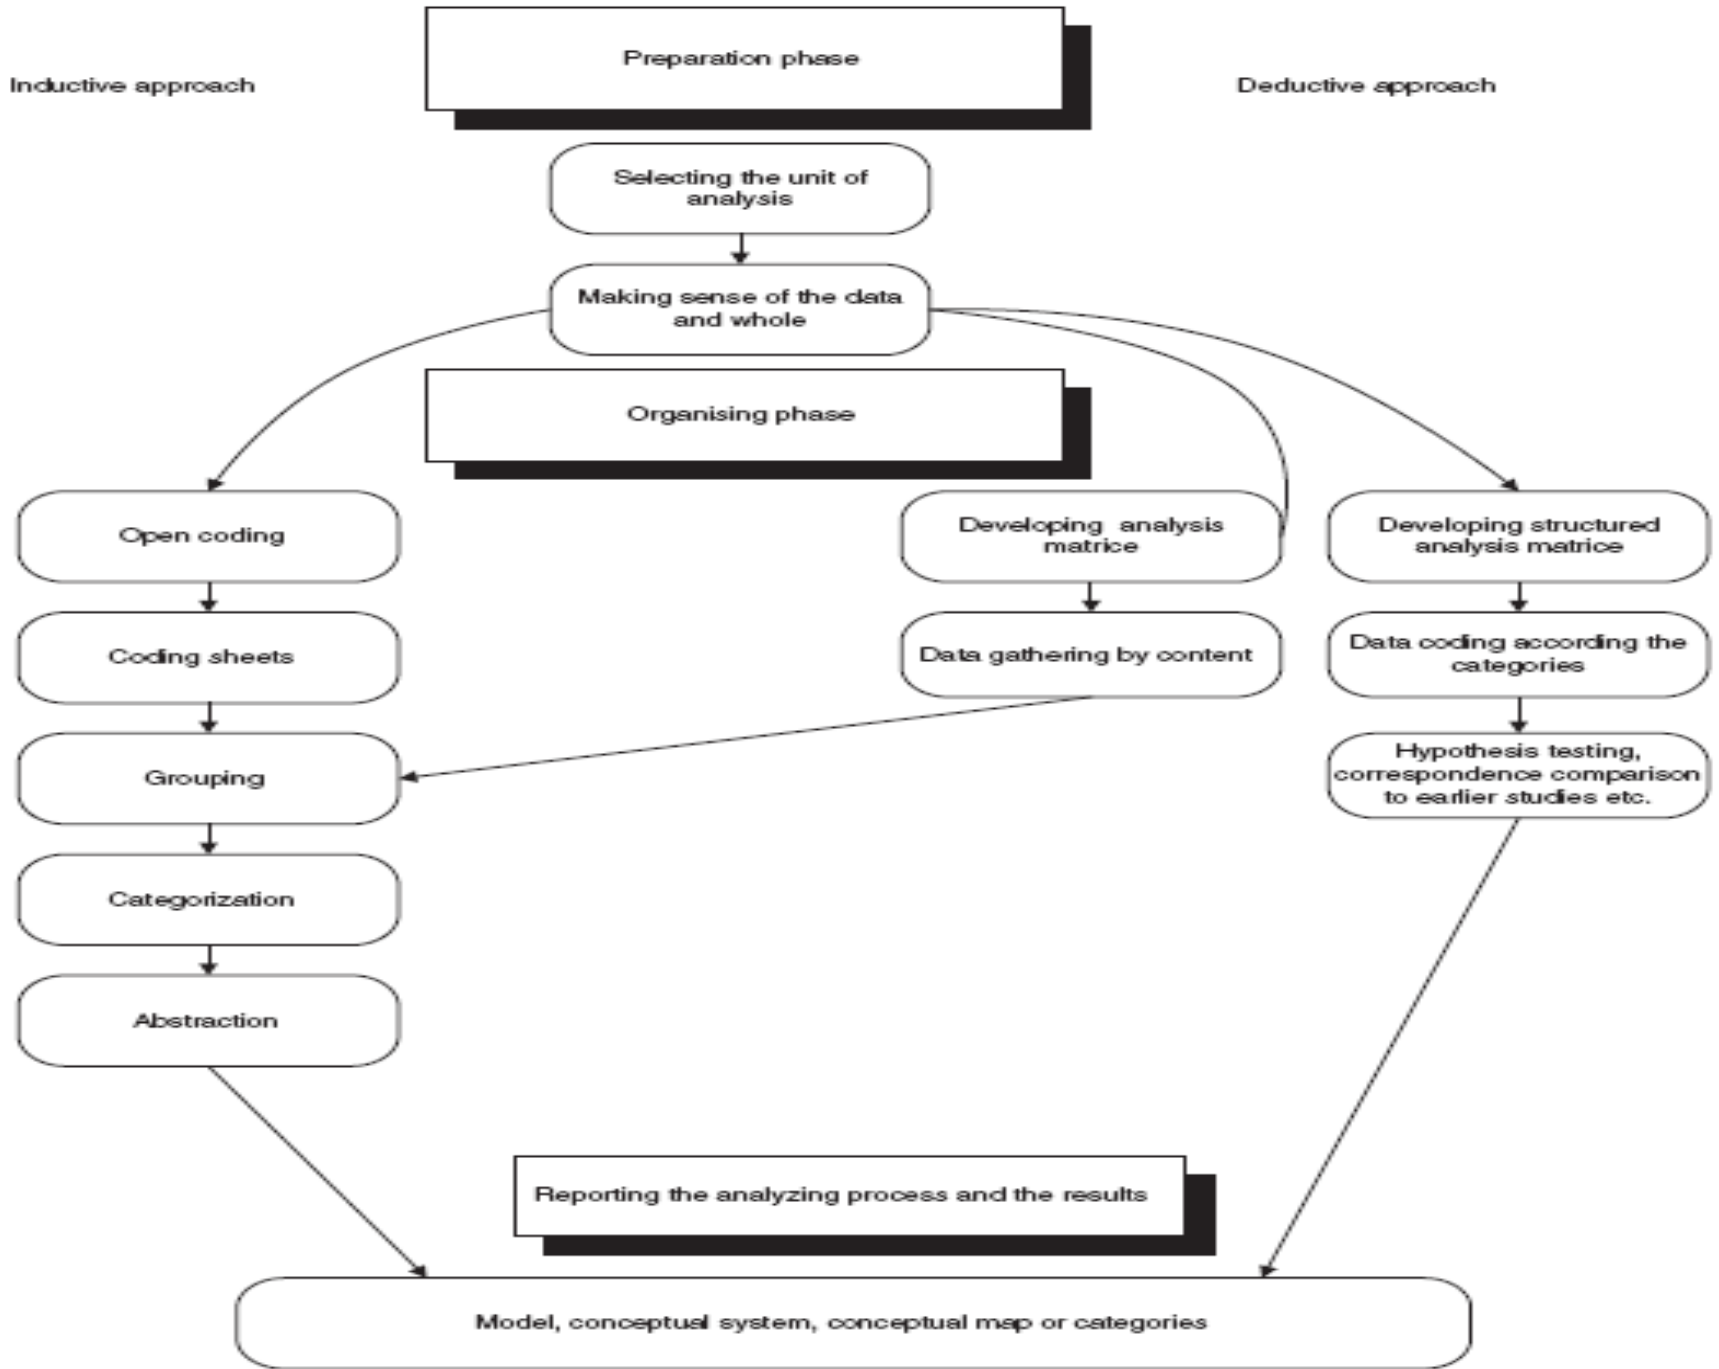 Preparation phase
Inductive approach
Deductive approach
Selecting the unit of
analysis
Making sense of the data
and whole
Organising phase
Open coding
Developing analysis
matrice
Developing structured
analysis matrice
Coding sheets
Data gathering by content
Data coding according the
categories
Grouping
Hypothesis testing,
correspondence comparison
to earlier studies etc.
Categorization
Abstraction
Reporting the analyzing process and the results
Model, conceptual system, conceptual map or categories